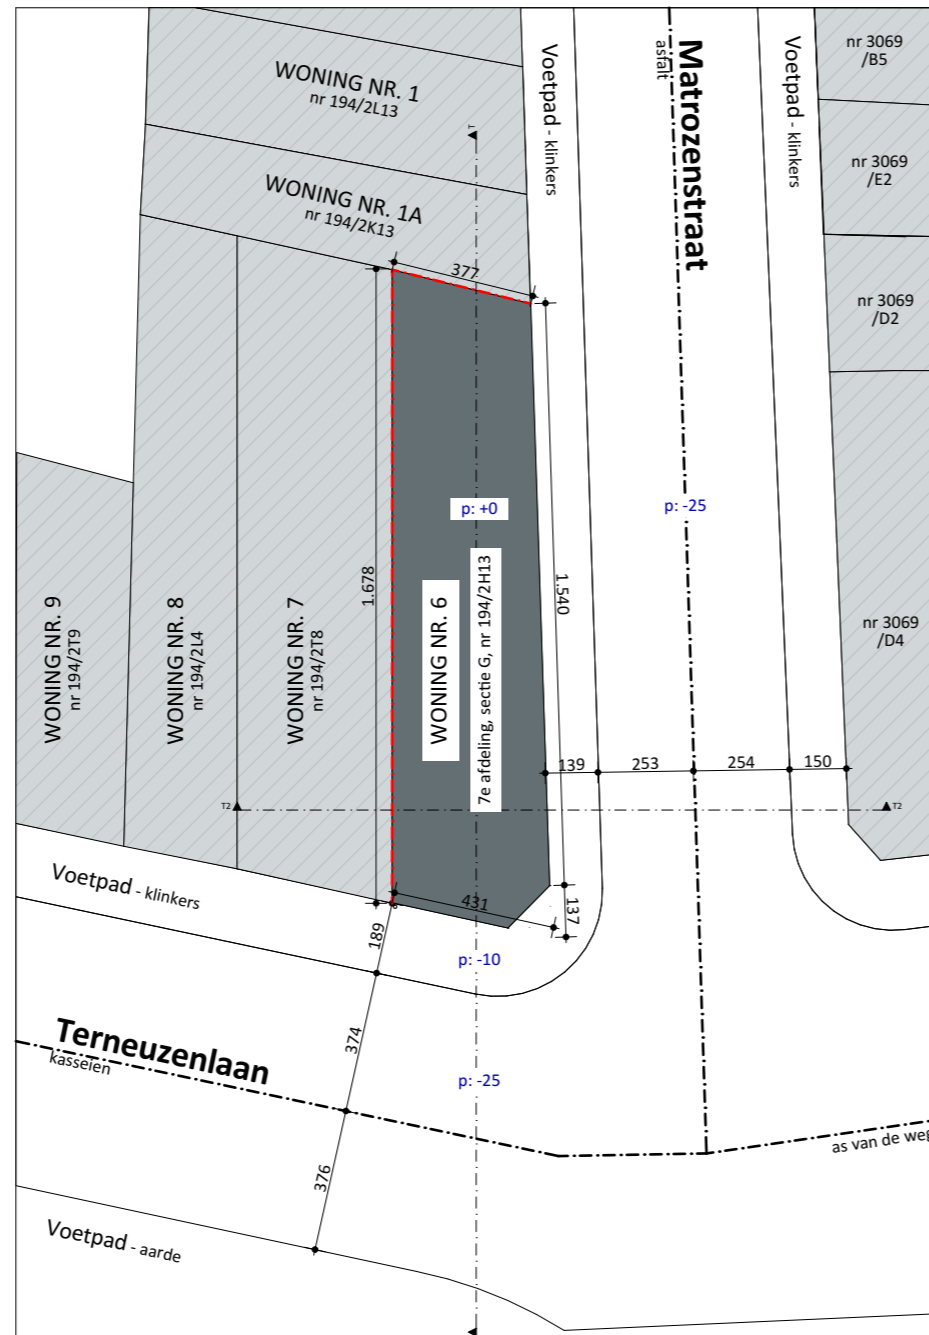 WONING NR. 1
nr 194/2L13
WONING NR. 1A
nr 194/2K13
T
Voetpad - klinkers
Matrozenstraat
asfalt
Voetpad - klinkers
nr 3069
/B5
nr 3069
/E2
nr 3069
/D2
nr 3069
/D4
377
p: +0
p: -25
1.678
1.540
WONING NR. 9
nr 194/2T9
WONING NR. 8
nr 194/2L4
WONING NR. 7
nr 194/2T8
WONING NR. 6
7e afdeling, sectie G, nr 194/2H13
139
253
254
150
T2
T2
Voetpad - klinkers
431
137
189
p: -10
374
Terneuzenlaan
kasseien
p: -25
as van de weg
376
Voetpad - aarde